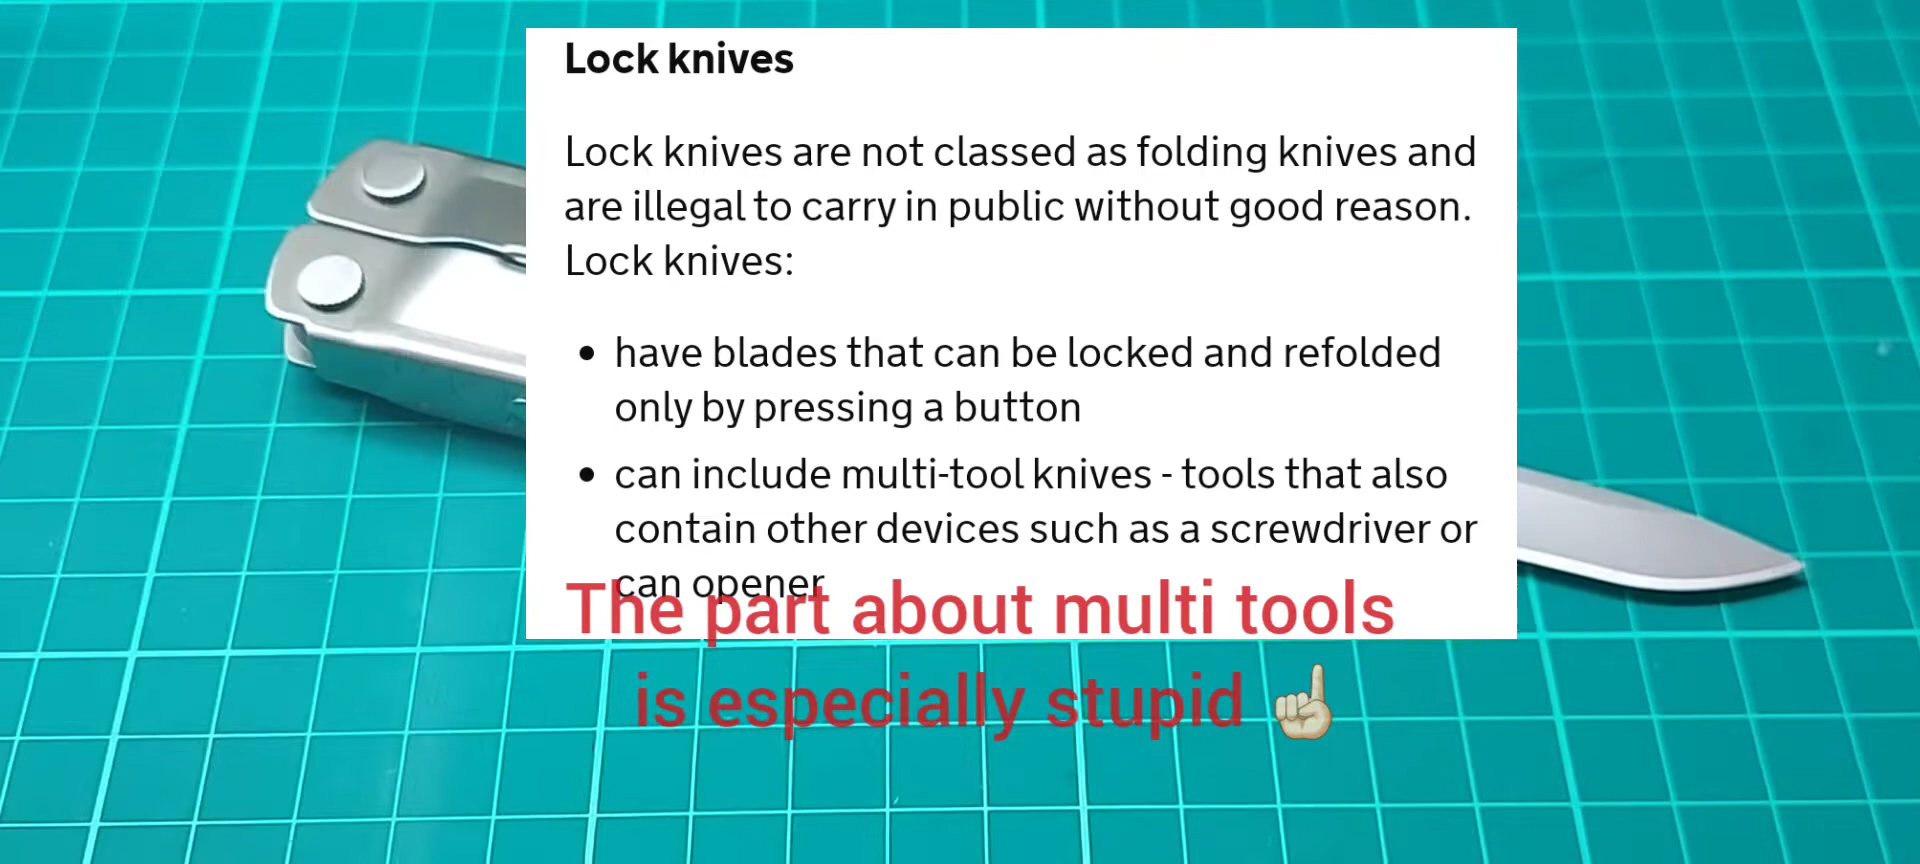 Lock knives
Lock knives are not classed as folding knives and
are illegal to carry in public without good reason.
Lock knives:
• have blades that can be locked and refolded
only by pressing a button
• can include multi-tool knives - tools that also
contain other devices such as a screwdriver or
can opener
The part about multi tools
is especially stupid ☝